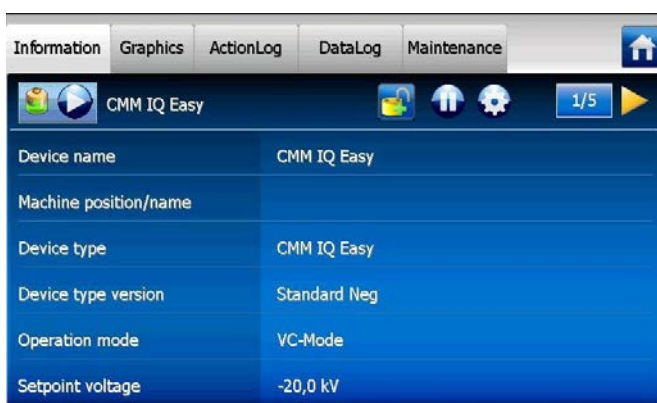 Information Graphics ActionLog DataLog Maintenance
CMM IQ Easy 1/5
Device name CMM IQ Easy
Machine position/name
Device type CMM IQ Easy
Device type version Standard Neg
Operation mode VC-Mode
Setpoint voltage -20,0 kV